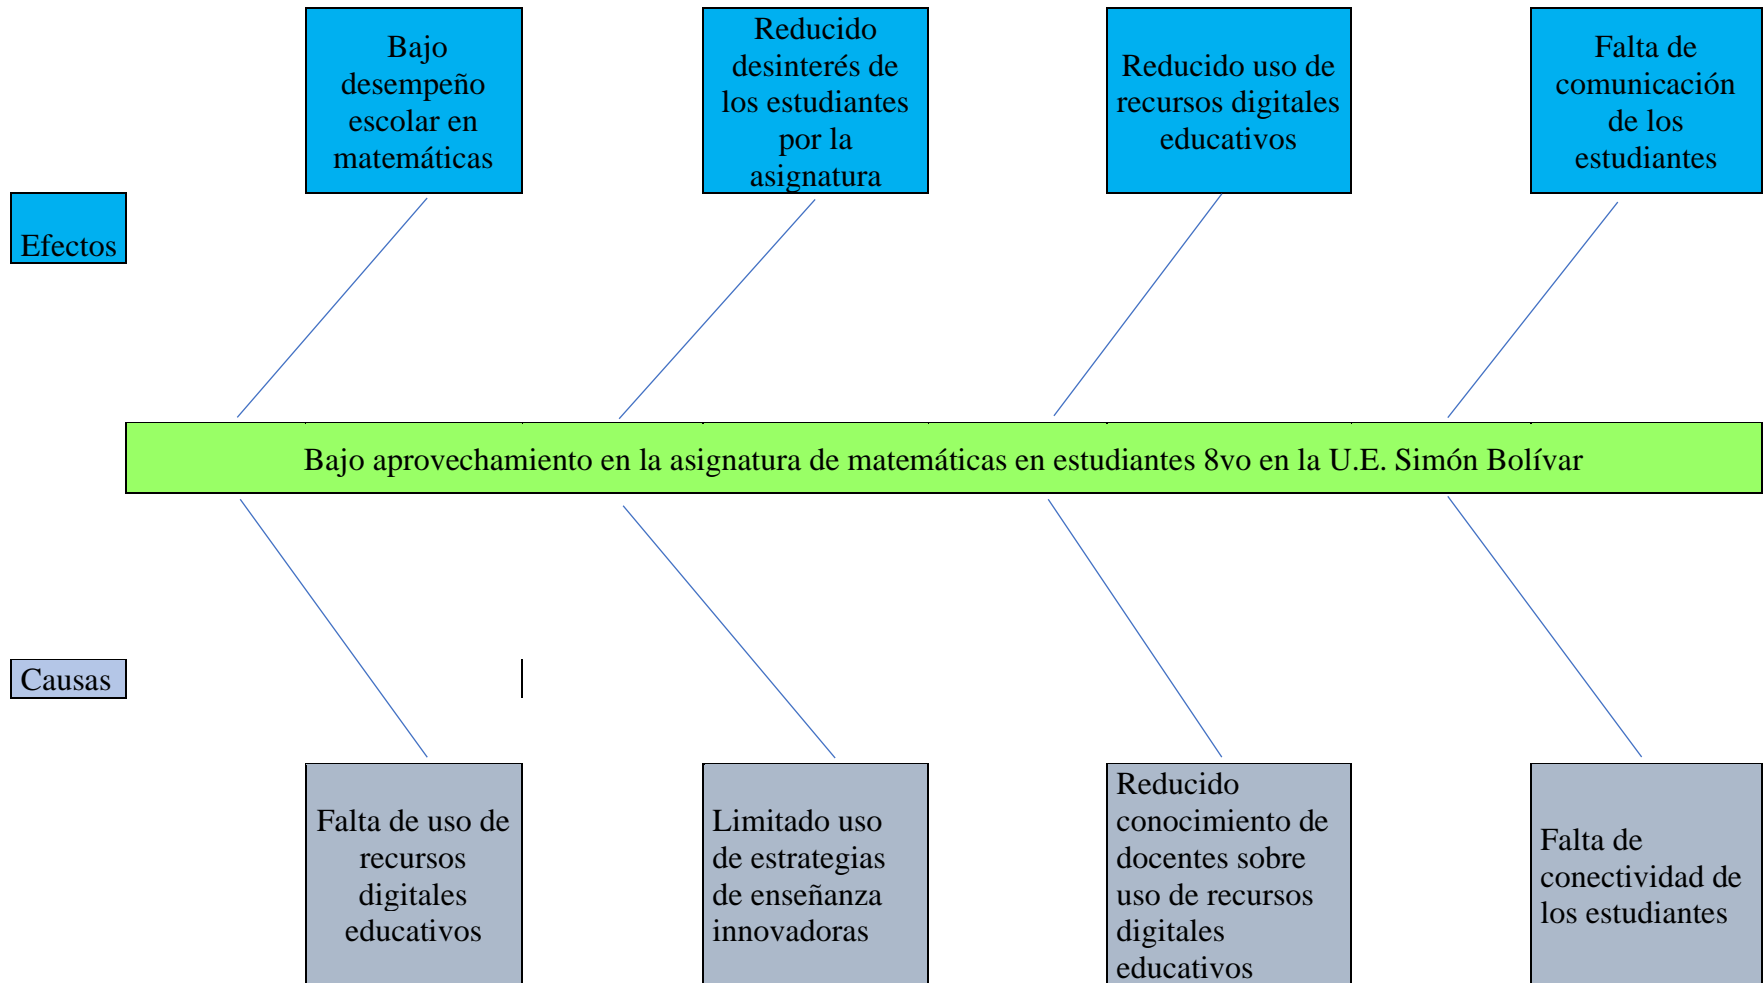 Bajo
desempeño
escolar en
matemáticas
Reducido
desinterés de
los estudiantes
por la
asignatura
Reducido uso de
recursos digitales
educativos
Falta de
comunicación
de los
estudiantes
Efectos
Bajo aprovechamiento en la asignatura de matemáticas en estudiantes 8vo en la U.E. Simón Bolívar
Causas
Falta de uso de
recursos
digitales
educativos
Limitado uso
de estrategias
de enseñanza
innovadoras
Reducido
conocimiento de
docentes sobre
uso de recursos
digitales
educativos
Falta de
conectividad de
los estudiantes